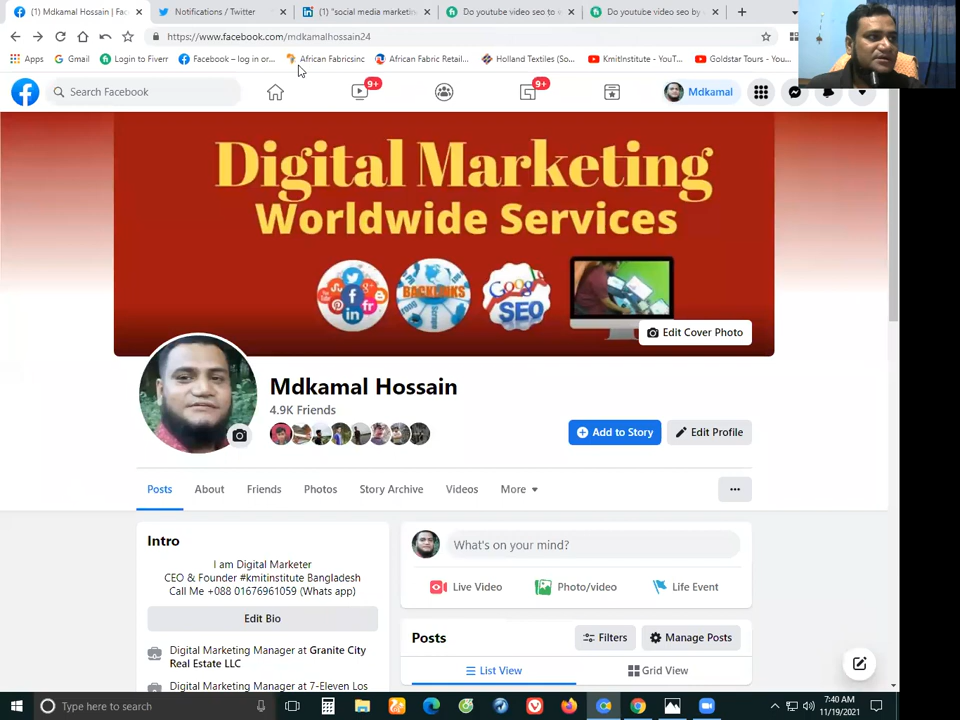 (1) Mdkamal Hossain | Fac
Notifications / Twitter
(1) "social media marketin
Do youtube video seo to e
Do youtube video seo by v
https://www.facebook.com/mdkamalhossain24
Apps
Gmail
Login to Fiverr
Facebook – log in or...
African Fabricsinc
African Fabric Retail...
Holland Textiles (So...
KmitInstitute - YouT...
Goldstar Tours - You...
Search Facebook
9+
9+
Mdkamal
Digital Marketing
Worldwide Services
BACKLINKS
Google
SEO
Edit Cover Photo
Mdkamal Hossain
4.9K Friends
Add to Story
Edit Profile
Posts
About
Friends
Photos
Story Archive
Videos
More
Intro
I am Digital Marketer
CEO & Founder #kmitinstitute Bangladesh
Call Me +088 01676961059 (Whats app)
Edit Bio
Digital Marketing Manager at Granite City
Real Estate LLC
Digital Marketing Manager at 7-Eleven Los
What's on your mind?
Live Video
Photo/video
Life Event
Posts
Filters
Manage Posts
List View
Grid View
Type here to search
7:40 AM
11/19/2021